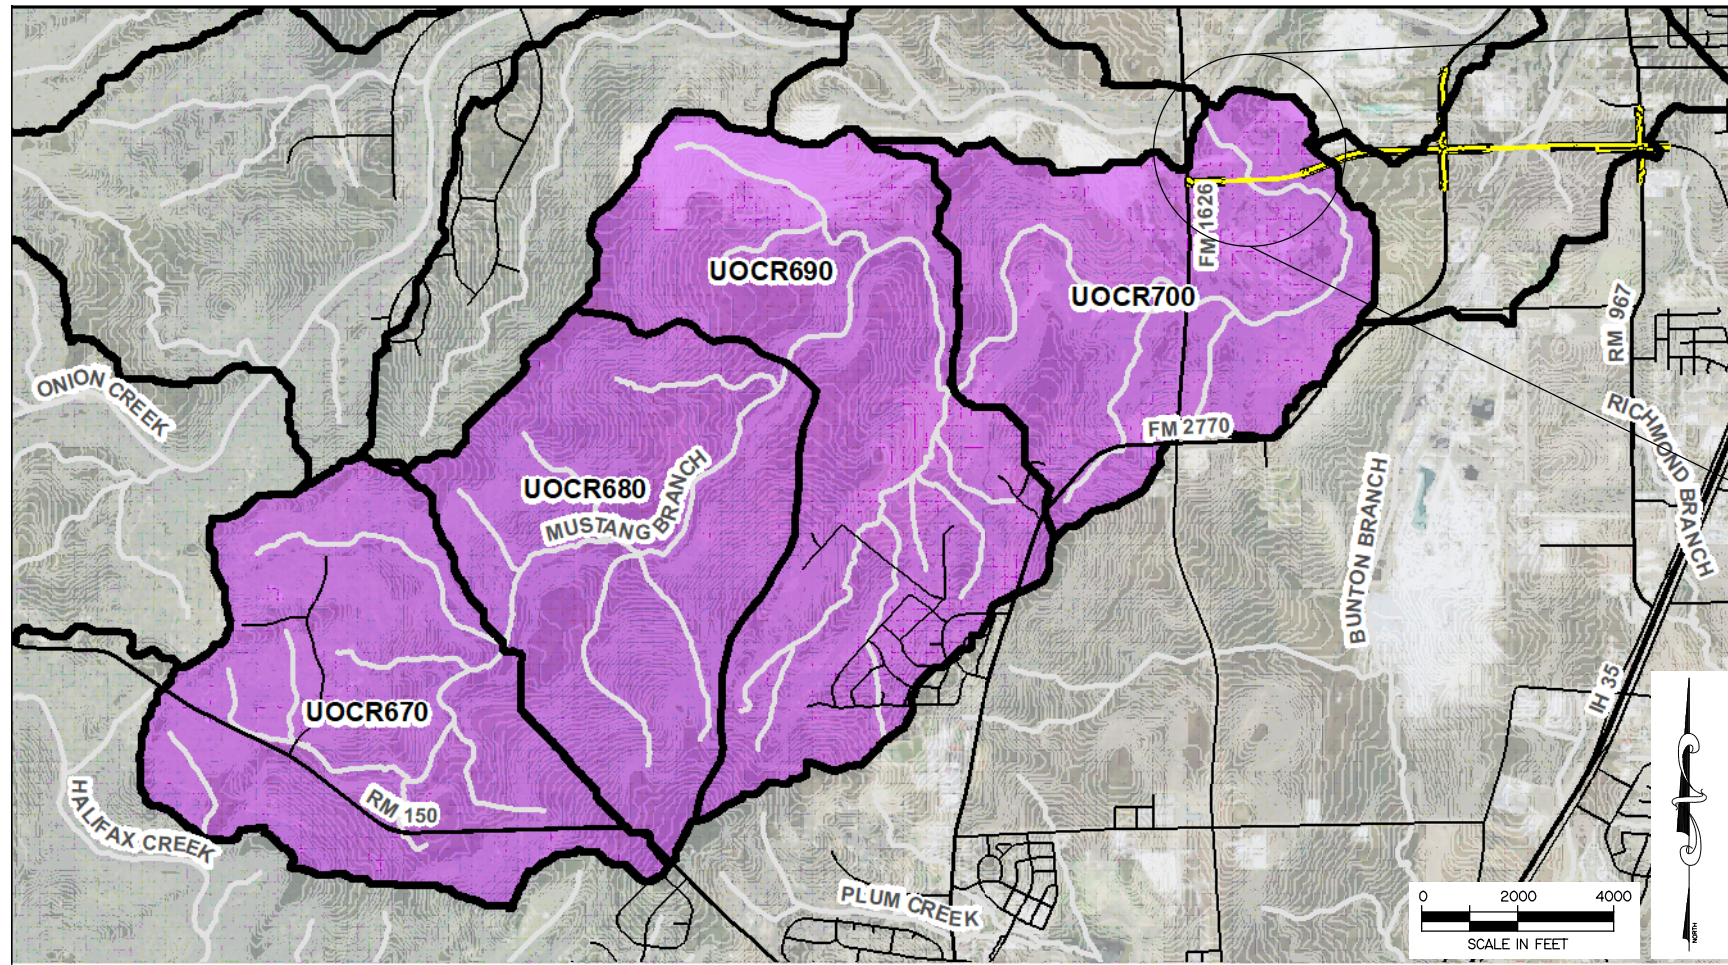 FM 1626
UOCR690
UOCR700
RM 967
ONION CREEK
RICHMOND BRANCH
FM 2770
UOCR680
MUSTANG BRANCH
BUNTON BRANCH
IH 35
UOCR670
RM 150
HALIFAX CREEK
PLUM CREEK
0 2000 4000
SCALE IN FEET
NORTH